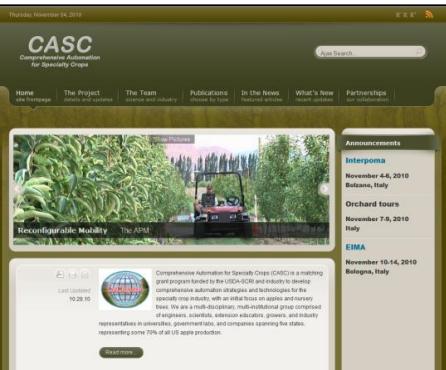 Thursday, November 04, 2010
CASC
Comprehensive Automation
for Specialty Crops
Ajax Search...
Home
site frontpage
The Project
details and updates
The Team
science and industry
Publications
choose by type
In the News
featured articles
What's New
recent updates
Partnerships
our collaboration
Show Pictures
Reconfigurable Mobility The APM
Announcements
Interpoma
November 4-6, 2010
Bolzano, Italy
Orchard tours
November 7-9, 2010
Italy
EIMA
November 10-14, 2010
Bologna, Italy
Last Updated
10.29.10
Comprehensive Automation for Specialty Crops (CASC) is a matching
grant program funded by the USDA-SCRI and industry to develop
comprehensive automation strategies and technologies for the
specialty crop industry, with an initial focus on apples and nursery
trees. We are a multi-disciplinary, multi-institutional group comprised
of engineers, scientists, extension educators, growers, and industry
representatives in universities, government labs, and companies spanning five states,
representing some 70% of all US apple production.
Read more...